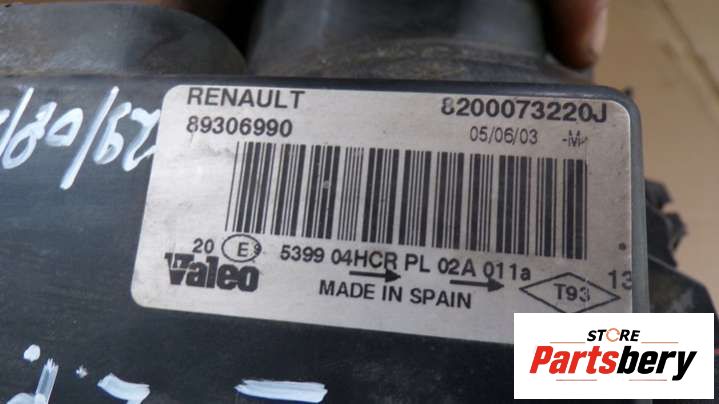 RENAULT 8200073220J
89306990 05/06/03 -M-
20 E9 5399 04HCR PL 02A 011a
Valeo MADE IN SPAIN T93 13
STORE
Partsbery